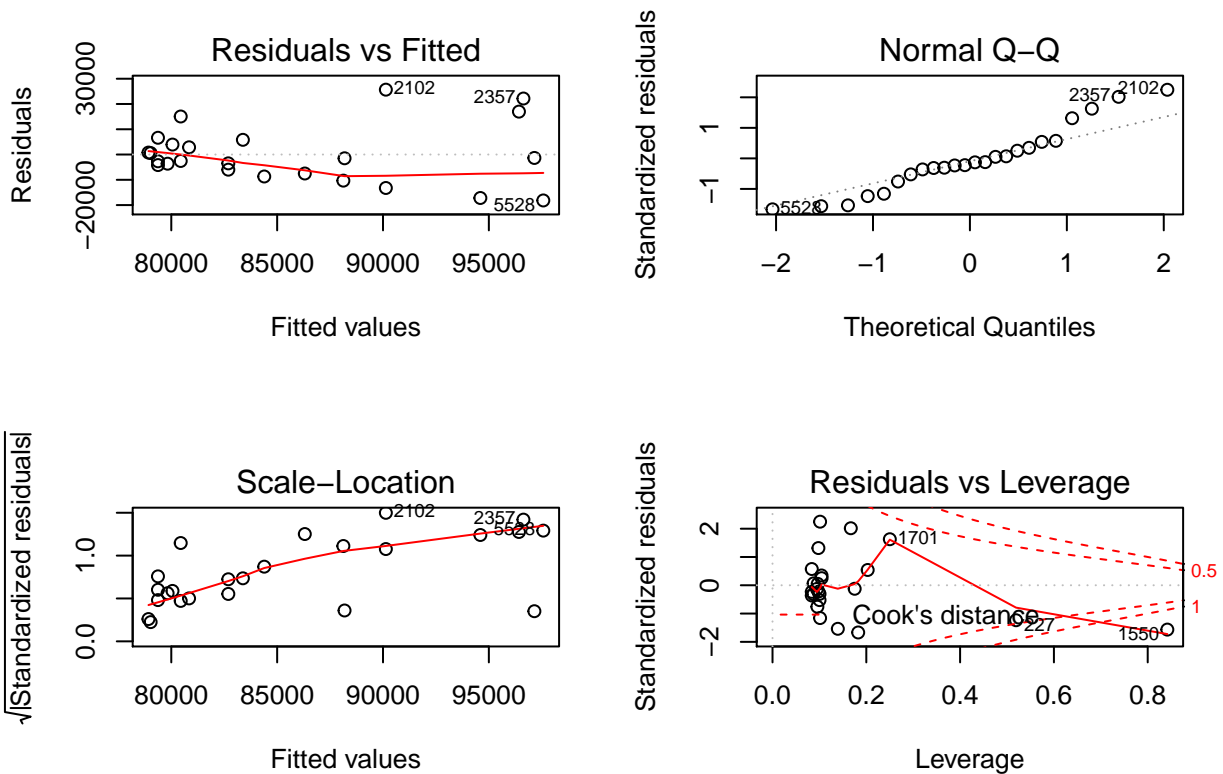 Residuals vs Fitted
Residuals
30000
−20000
2102
2357
5528
80000 85000 90000 95000
Fitted values
Normal Q−Q
Standardized residuals
1
−1
2102
2357
5528
−2 −1 0 1 2
Theoretical Quantiles
Scale−Location
√|Standardized residuals|
1.0
0.0
2102
2357
5528
80000 85000 90000 95000
Fitted values
Residuals vs Leverage
Standardized residuals
2
0
−2
1701
0.5
1
Cook's distance
227
1550
0.0 0.2 0.4 0.6 0.8
Leverage